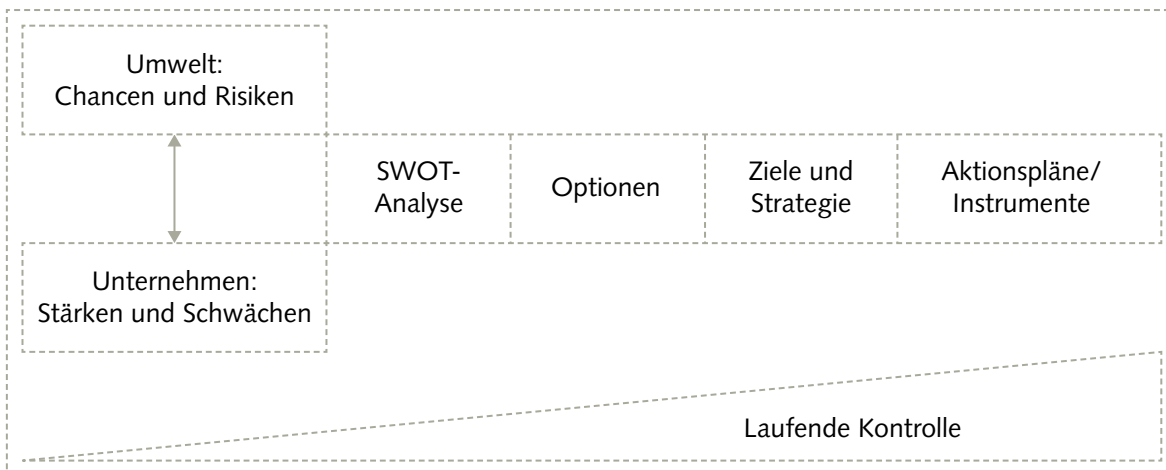 Umwelt:
Chancen und Risiken
SWOT-
Analyse
Optionen
Ziele und
Strategie
Aktionspläne/
Instrumente
Unternehmen:
Stärken und Schwächen
Laufende Kontrolle